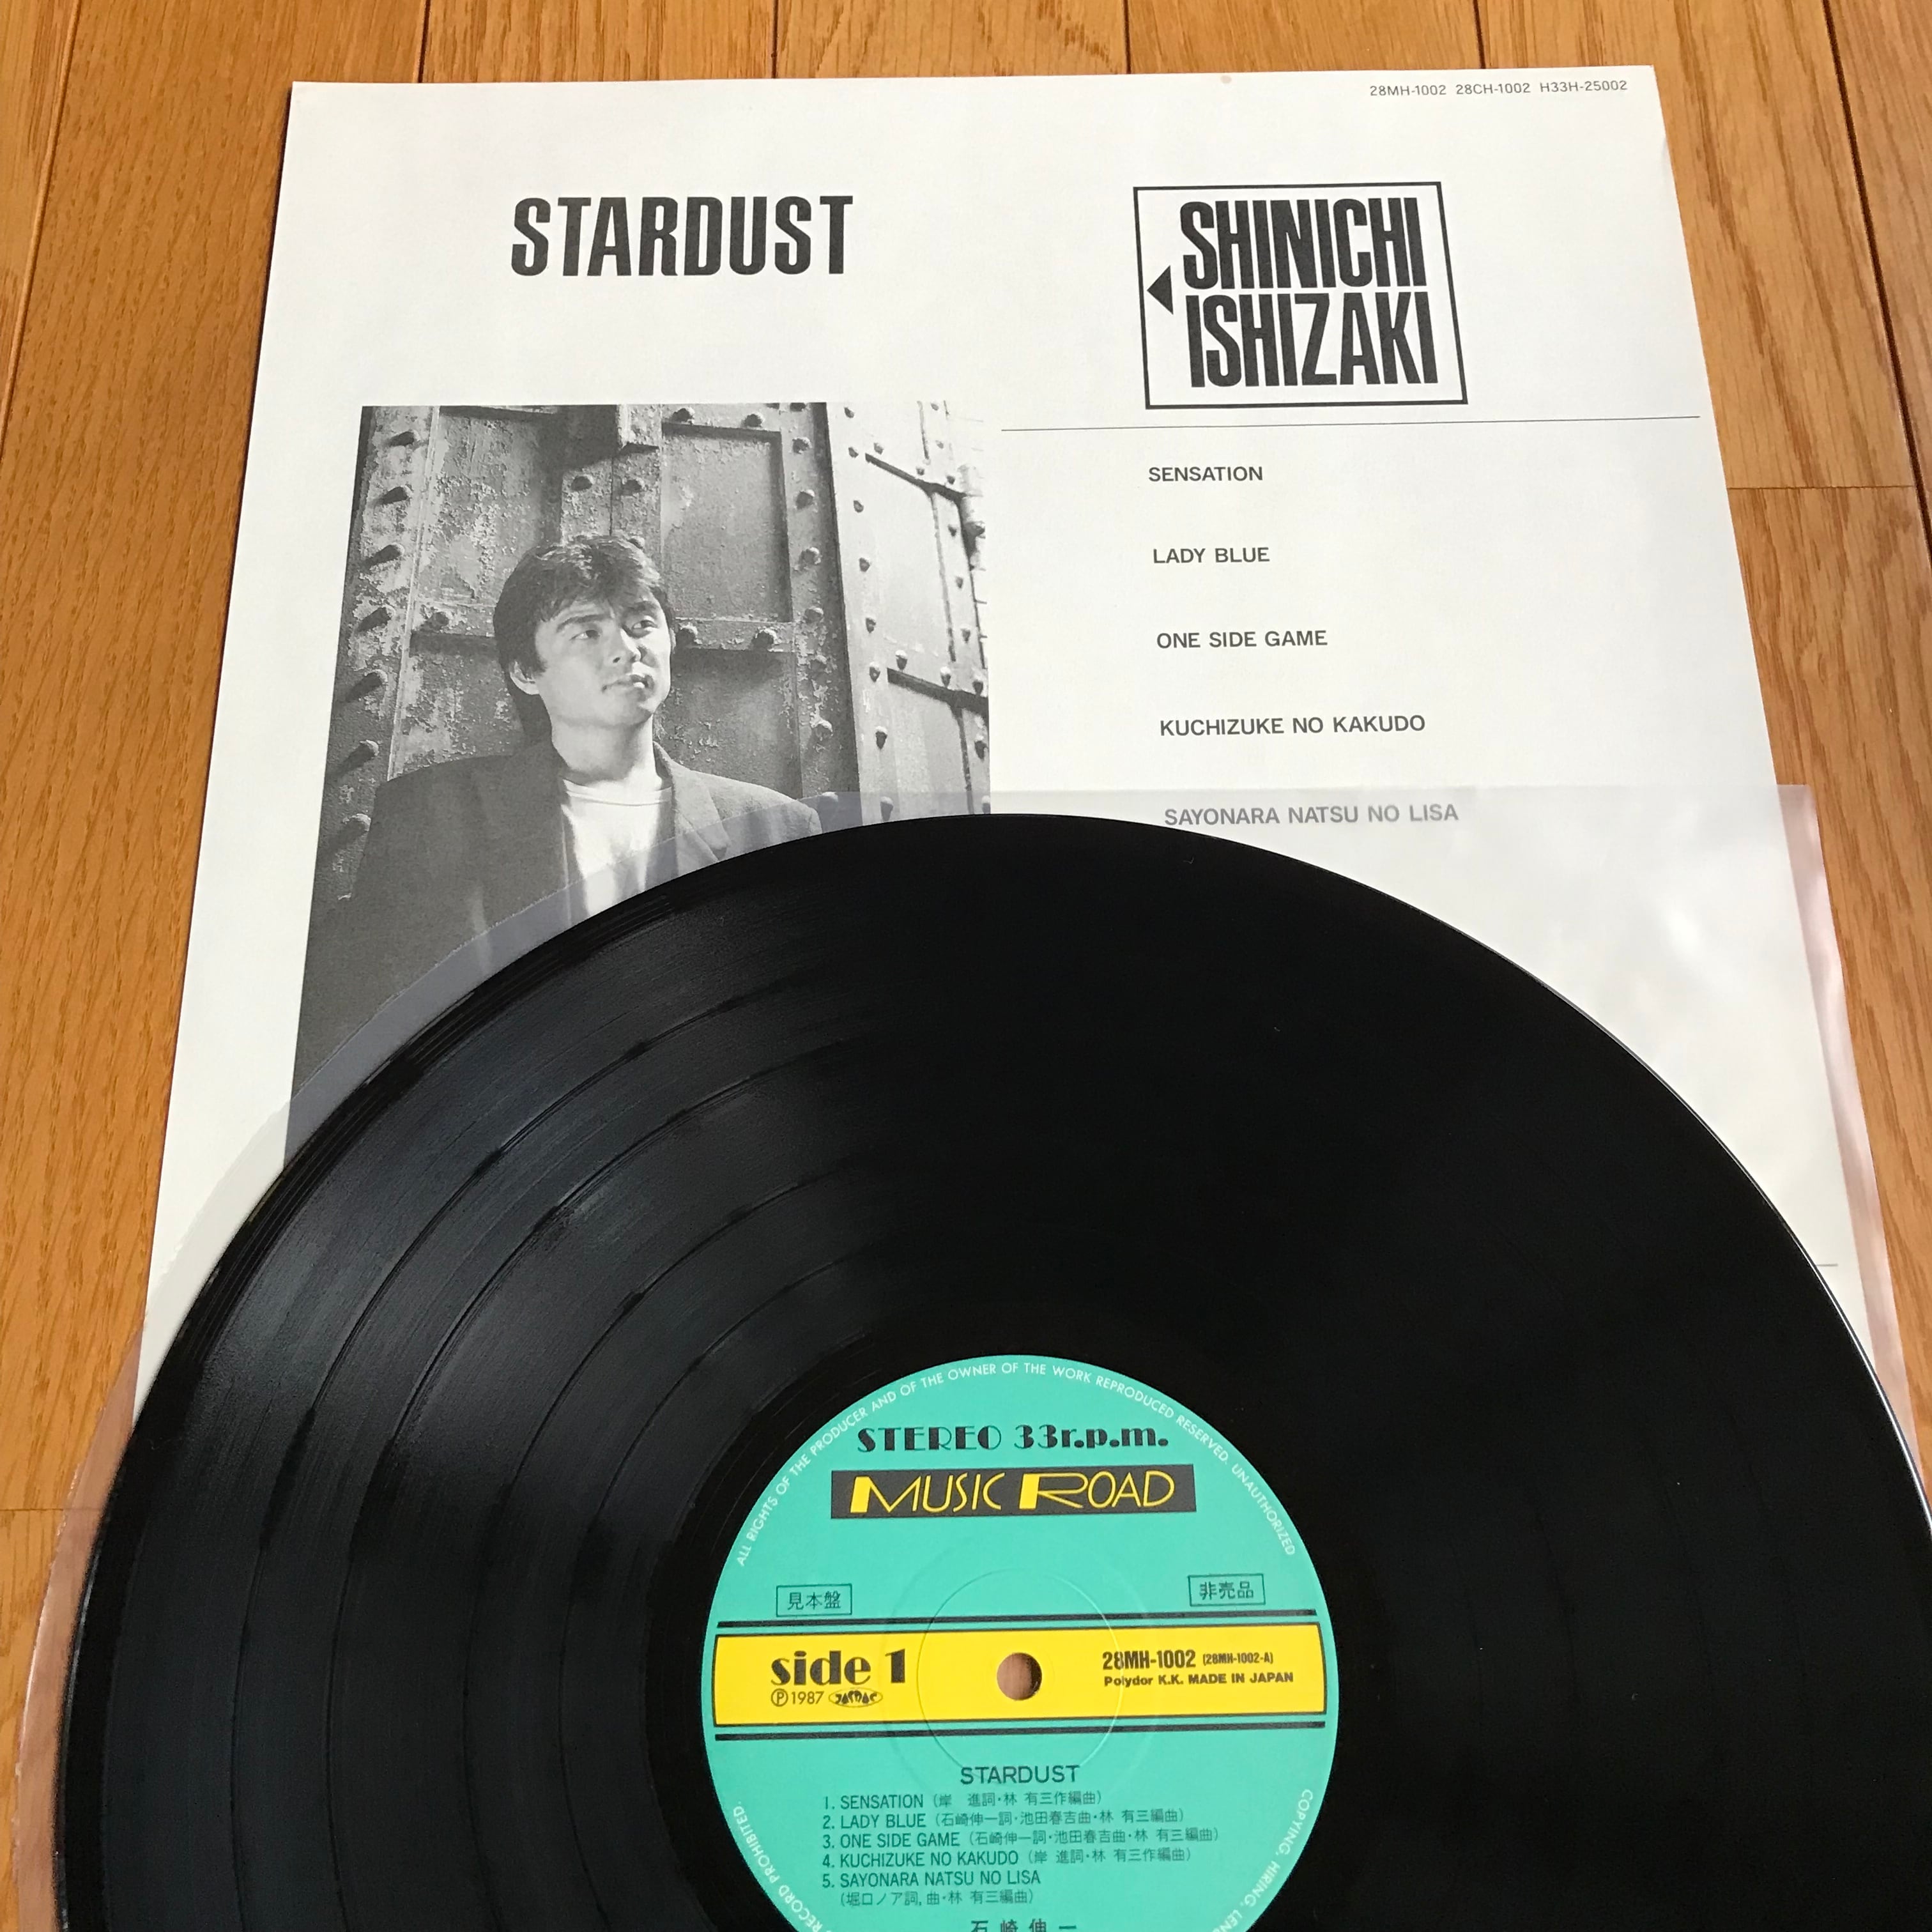 28MH-1002 28CH-1002 H33H-25002
STARDUST
SHINICHI
ISHIZAKI
SENSATION
LADY BLUE
ONE SIDE GAME
KUCHIZUKE NO KAKUDO
SAYONARA NATSU NO LISA
ALL RIGHTS OF THE PRODUCER AND OF THE OWNER OF THE WORK REPRODUCED RESERVED. UNAUTHORIZED
STEREO 33r.p.m.
MUSIC ROAD
見本盤
非売品
side 1
℗1987 JASRAC
28MH-1002 (28MH-1002-A)
Polydor K.K. MADE IN JAPAN
STARDUST
1. SENSATION (岸 進詞・林 有三作編曲)
2. LADY BLUE (石崎伸一詞・池田春吉曲・林 有三編曲)
3. ONE SIDE GAME (石崎伸一詞・池田春吉曲・林 有三編曲)
4. KUCHIZUKE NO KAKUDO (岸 進詞・林 有三作編曲)
5. SAYONARA NATSU NO LISA
(堀口ノア詞,曲・林 有三編曲)
石崎伸一
COPYING, HIRING,
RECORD PROHIBITED.